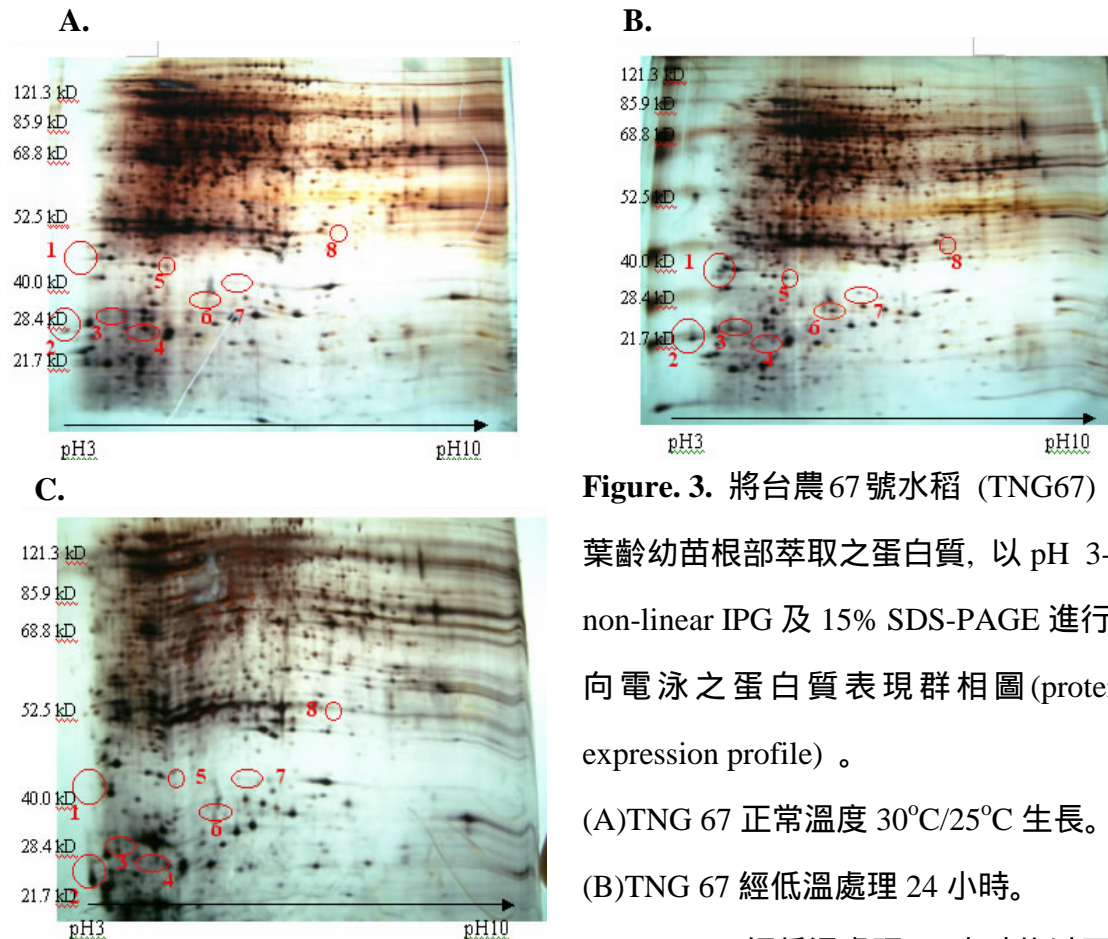 A.
121.3 kD
85.9 kD
68.8 kD
52.5 kD
40.0 kD
28.4 kD
21.7 kD
1
2
3
4
5
6
7
8
pH3
pH10
B.
121.3 kD
85.9 kD
68.8 kD
52.5 kD
40.0 kD
28.4 kD
21.7 kD
1
2
3
4
5
6
7
8
pH3
pH10
C.
121.3 kD
85.9 kD
68.8 kD
52.5 kD
40.0 kD
28.4 kD
21.7 kD
1
2
3
4
5
6
7
8
pH3
pH10
Figure. 3. 將台農67號水稻 (TNG67)
葉齡幼苗根部萃取之蛋白質, 以 pH 3-
non-linear IPG 及 15% SDS-PAGE 進行
向電泳之蛋白質表現群相圖(protei
expression profile) 。
(A)TNG 67 正常溫度 30°C/25°C 生長。
(B)TNG 67 經低溫處理 24 小時。